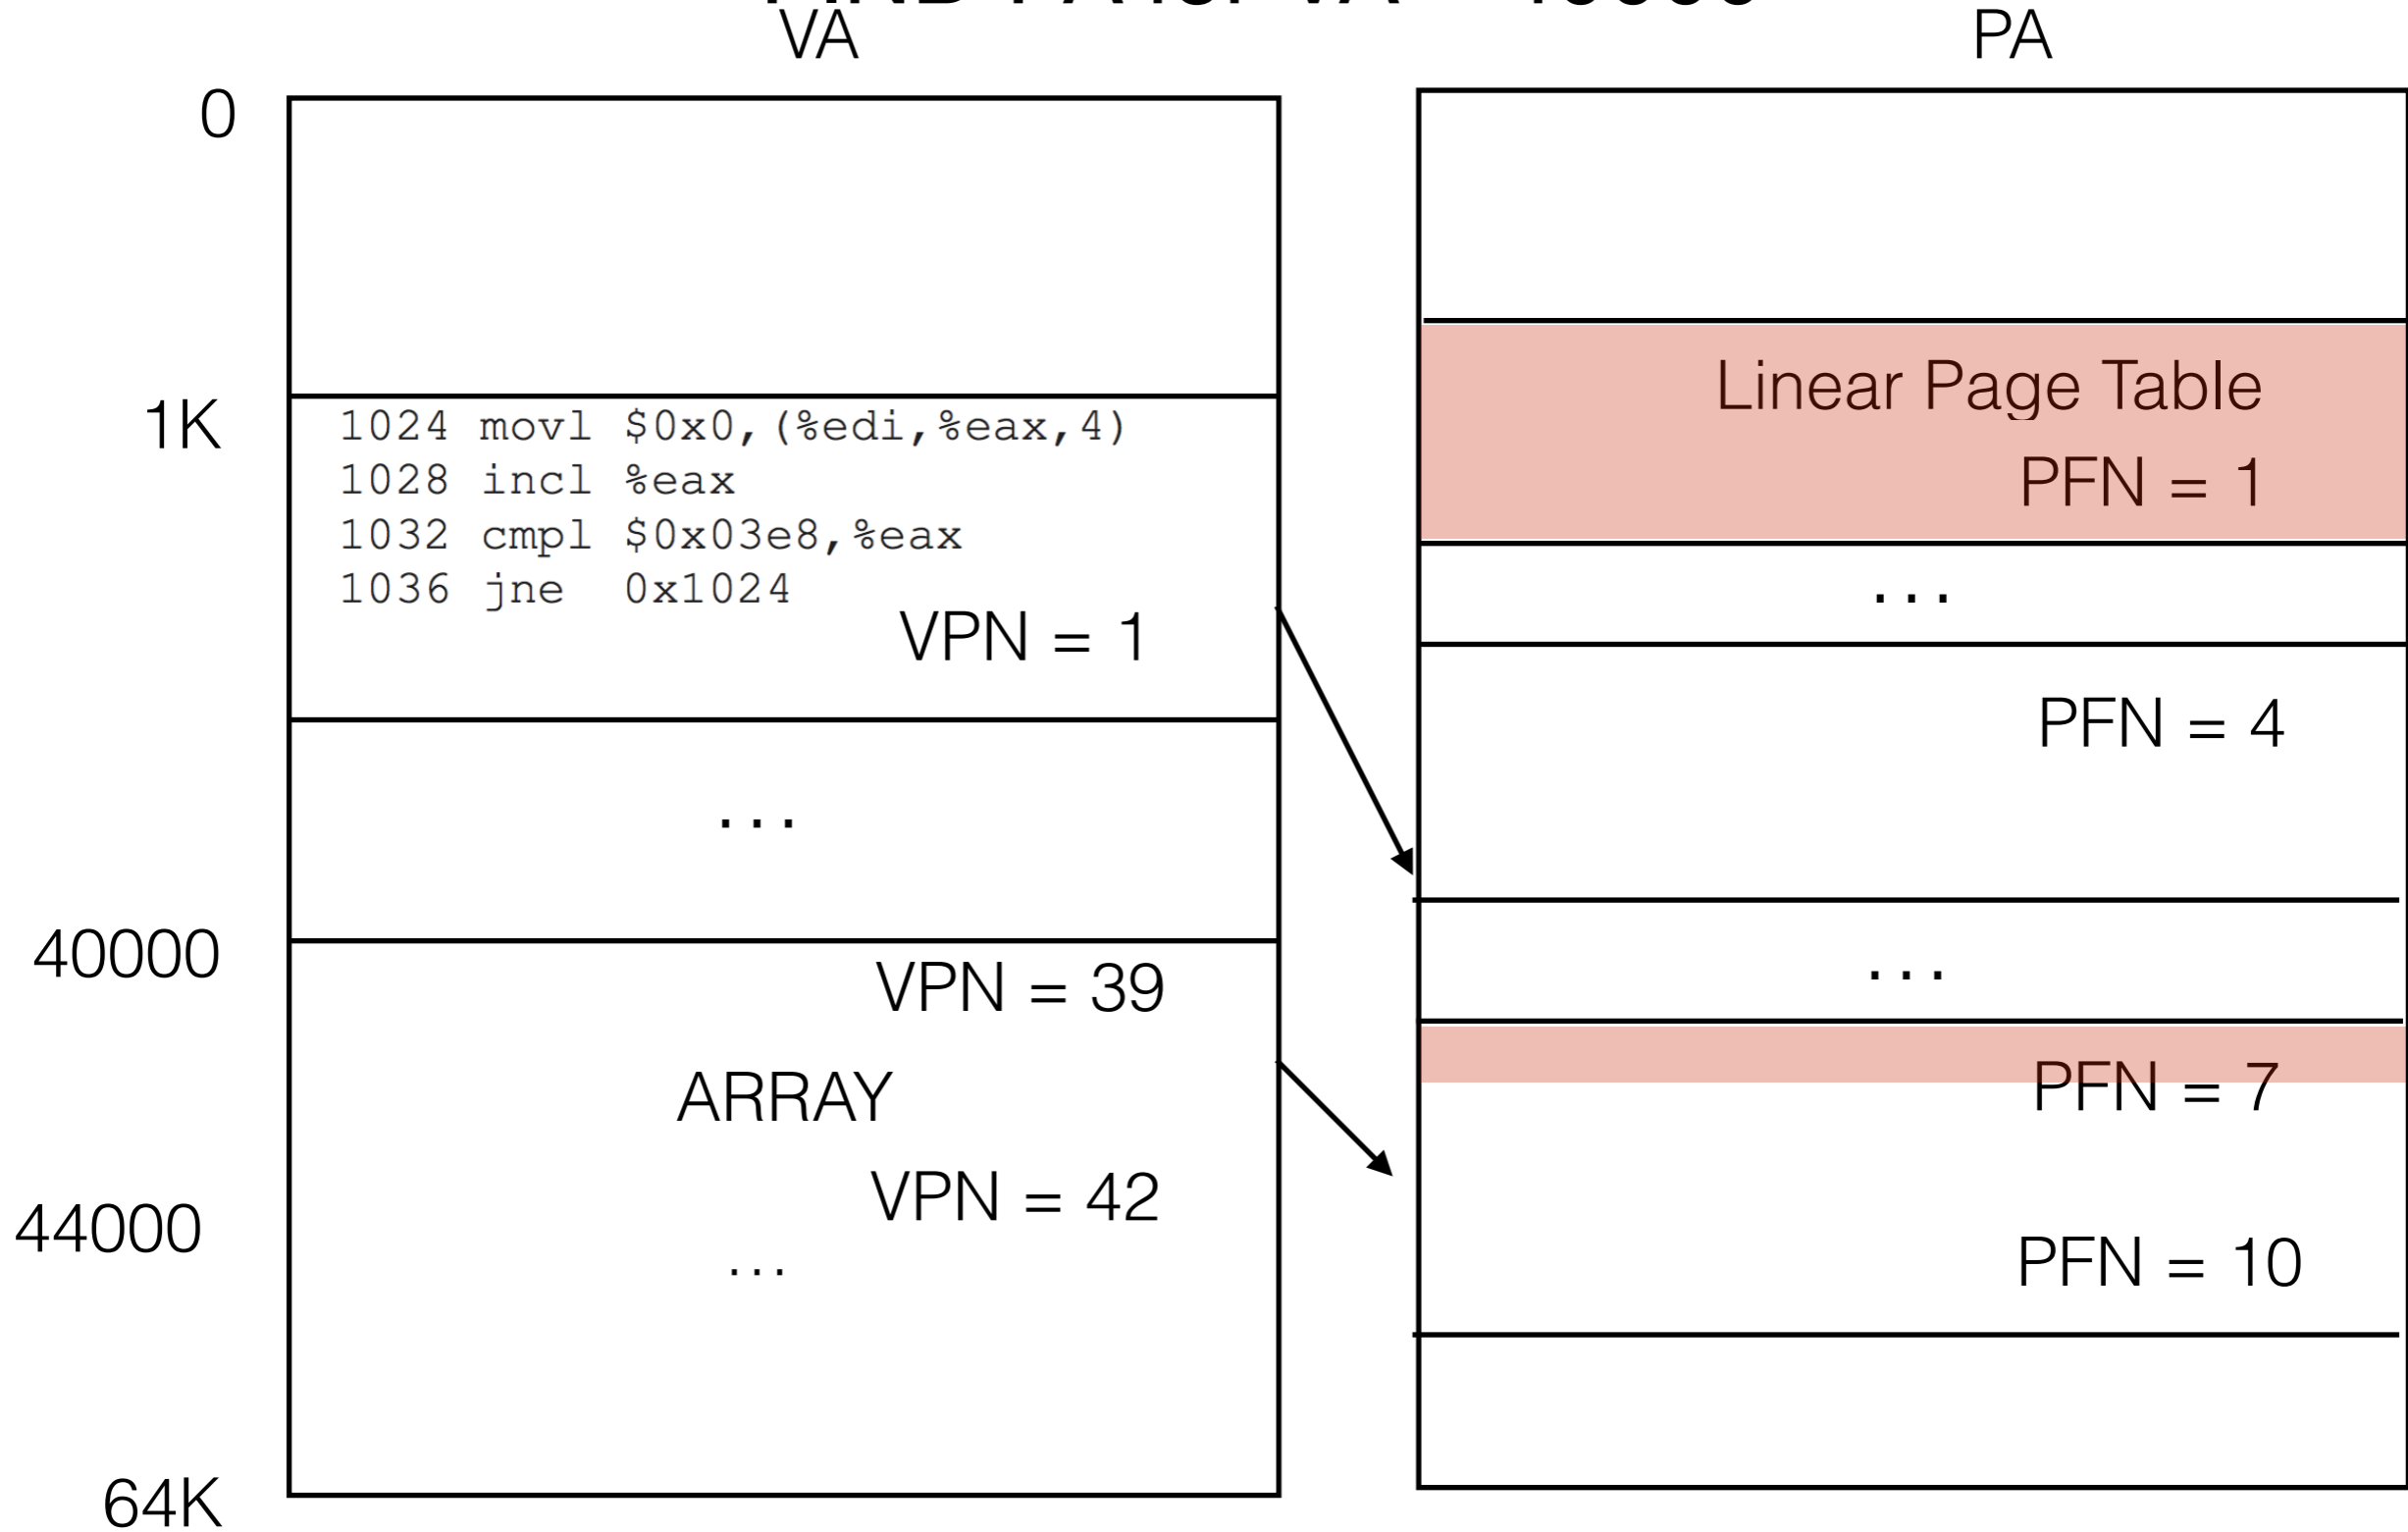 VA
PA
0
1K
1024 movl $0x0,(%edi,%eax,4)
1028 incl %eax
1032 cmpl $0x03e8,%eax
1036 jne 0x1024
VPN = 1
...
40000
VPN = 39
ARRAY
VPN = 42
44000
...
64K
Linear Page Table
PFN = 1
...
PFN = 4
...
PFN = 7
PFN = 10